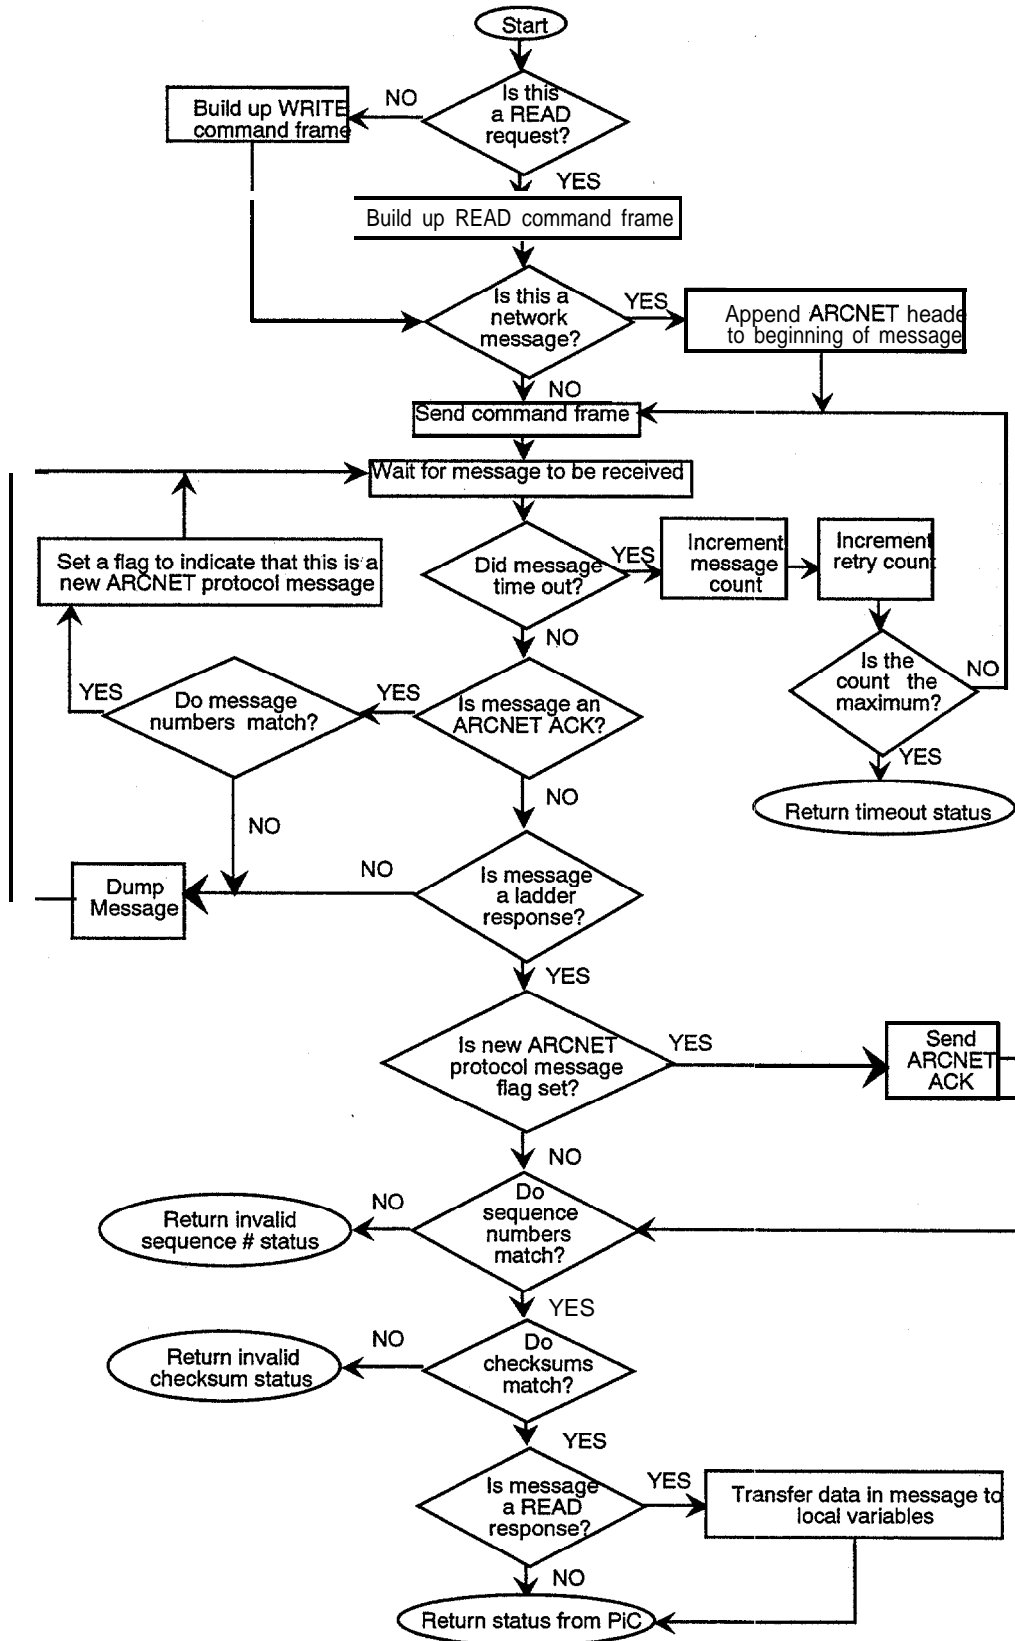 Start
Is this
a READ
request?
NO
Build up WRITE
command frame
YES
Build up READ command frame
Is this a
network
message?
YES
Append ARCNET heade
to beginning of message
NO
Send command frame
Wait for message to be received
Set a flag to indicate that this is a
new ARCNET protocol message
Did message
time out?
YES
Increment
message
count
Increment
retry count
NO
Is the
count the
maximum?
NO
YES
Return timeout status
Is message an
ARCNET ACK?
YES
Do message
numbers match?
YES
NO
NO
Is message
a ladder
response?
NO
Dump
Message
YES
Is new ARCNET
protocol message
flag set?
YES
Send
ARCNET
ACK
NO
Do
sequence
numbers
match?
NO
Return invalid
sequence # status
YES
Do
checksums
match?
NO
Return invalid
checksum status
YES
Is message
a READ
response?
YES
Transfer data in message to
local variables
NO
Return status from PiC